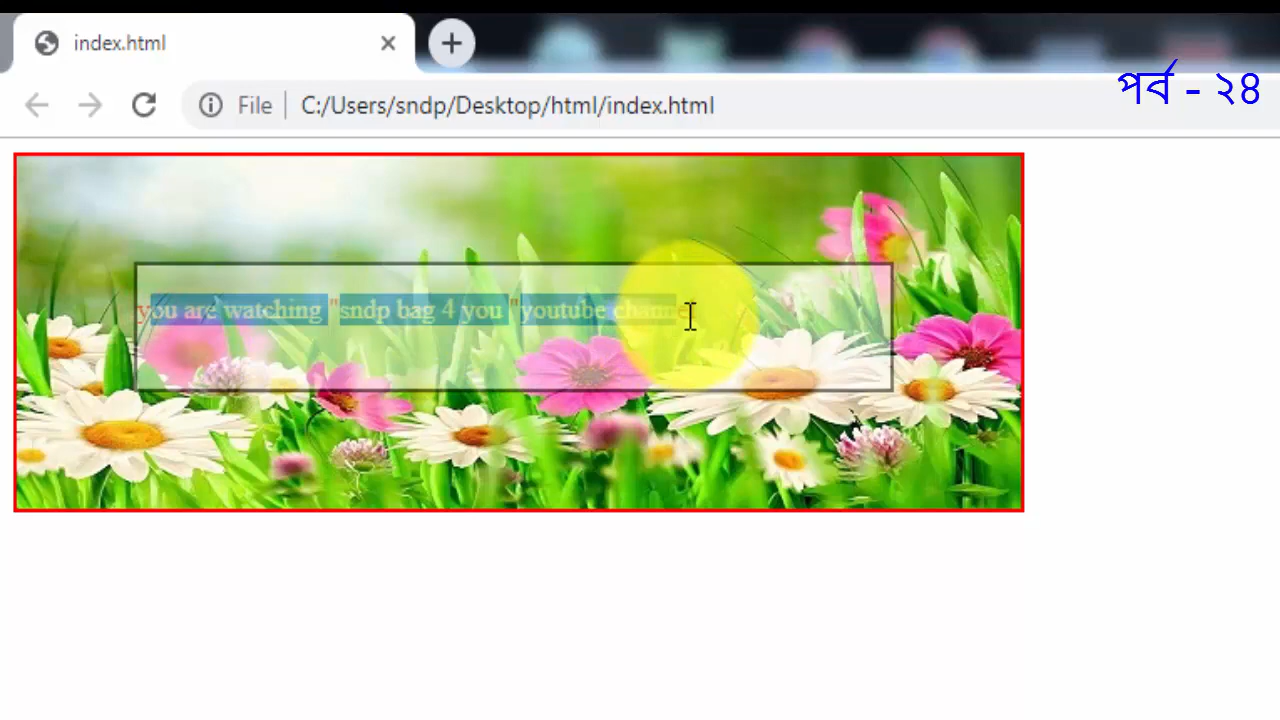 index.html
File
C:/Users/sndp/Desktop/html/index.html
পর্ব - ২৪
you are watching "sndp bag 4 you "youtube